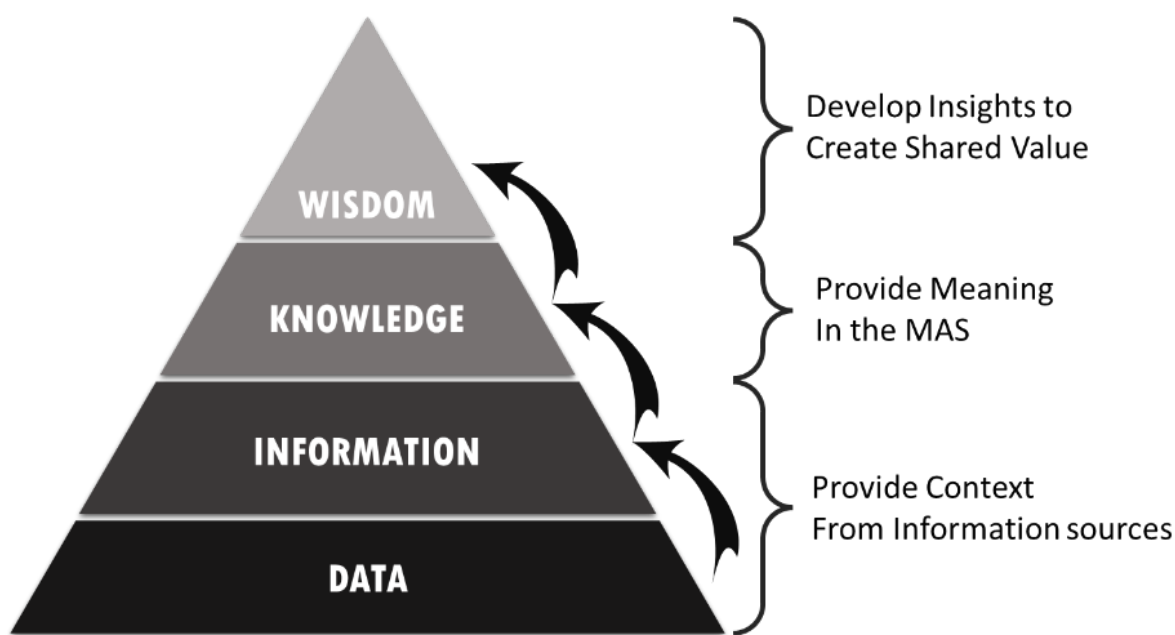 WISDOM
KNOWLEDGE
INFORMATION
DATA
Develop Insights to
Create Shared Value
Provide Meaning
In the MAS
Provide Context
From Information sources